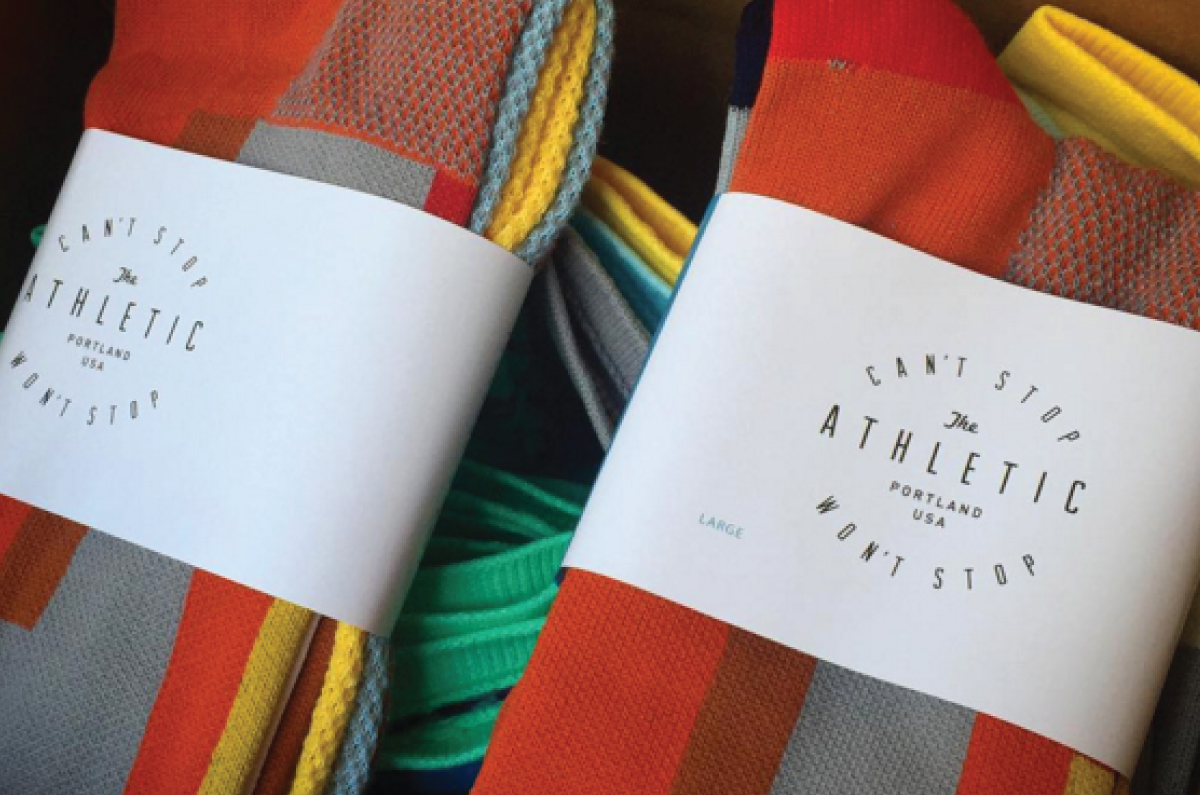 CAN'T STOP
The
ATHLETIC
PORTLAND
USA
WON'T STOP
CAN'T STOP
The
ATHLETIC
PORTLAND
USA
WON'T STOP
LARGE
W